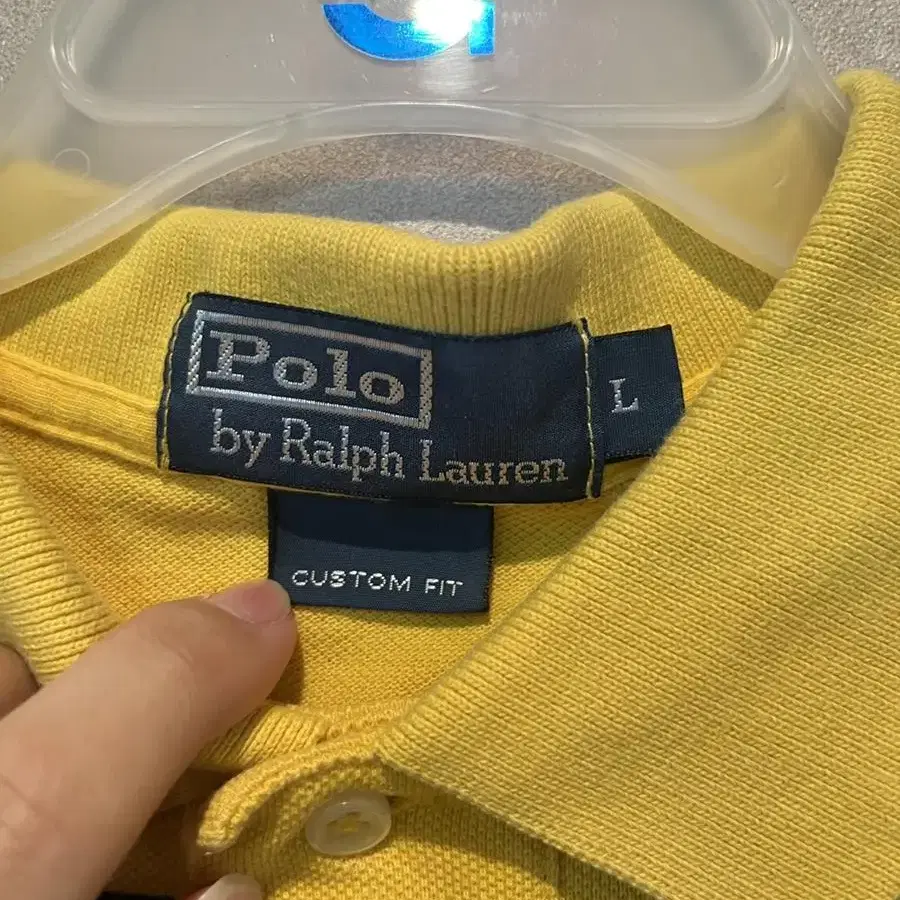 Polo
by Ralph Lauren
L
CUSTOM FIT